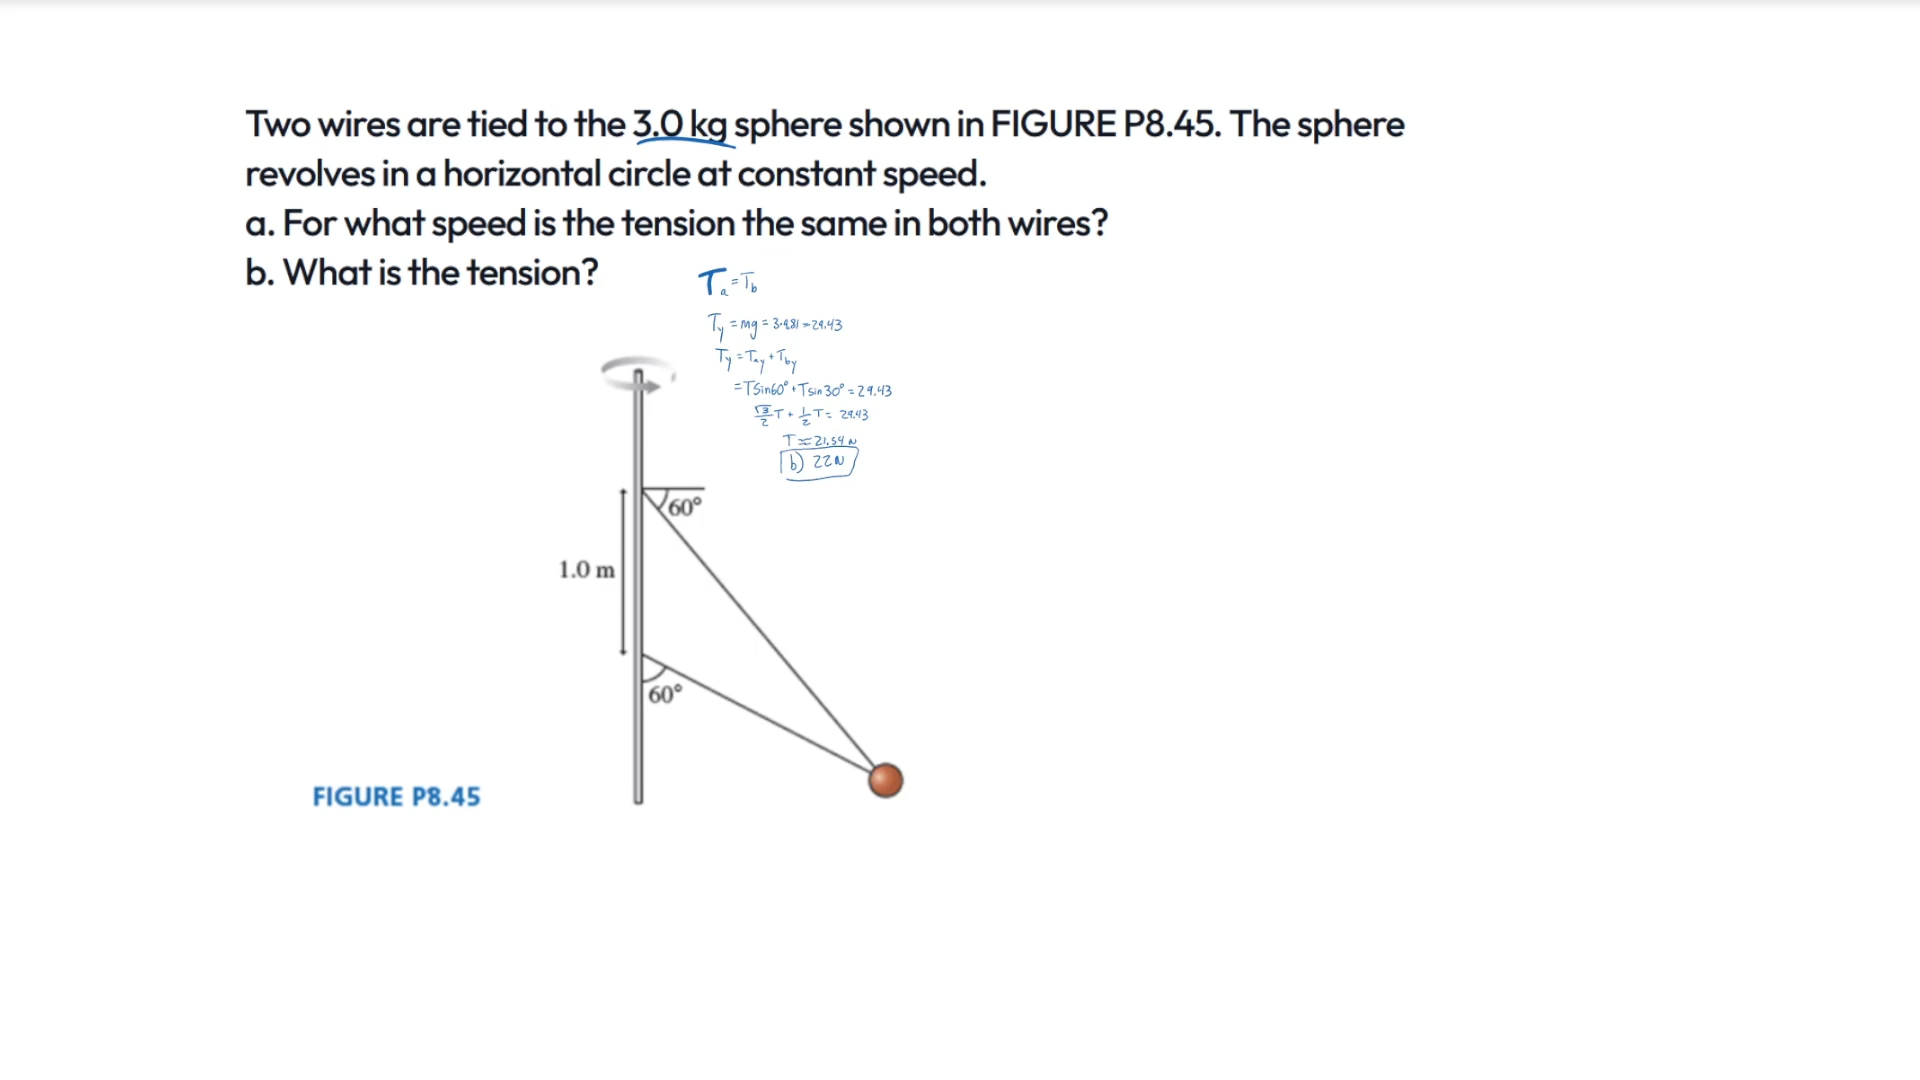 Two wires are tied to the 3.0 kg sphere shown in FIGURE P8.45. The sphere
revolves in a horizontal circle at constant speed.
a. For what speed is the tension the same in both wires?
b. What is the tension?
Ta = Tb
Ty = mg = 3·9.81 = 29.43
Ty = Tay + Tby
= Tsin60° + Tsin30° = 29.43
√3/2 T + 1/2 T = 29.43
T ≈ 21.54 N
b) 22N
60°
1.0 m
60°
FIGURE P8.45